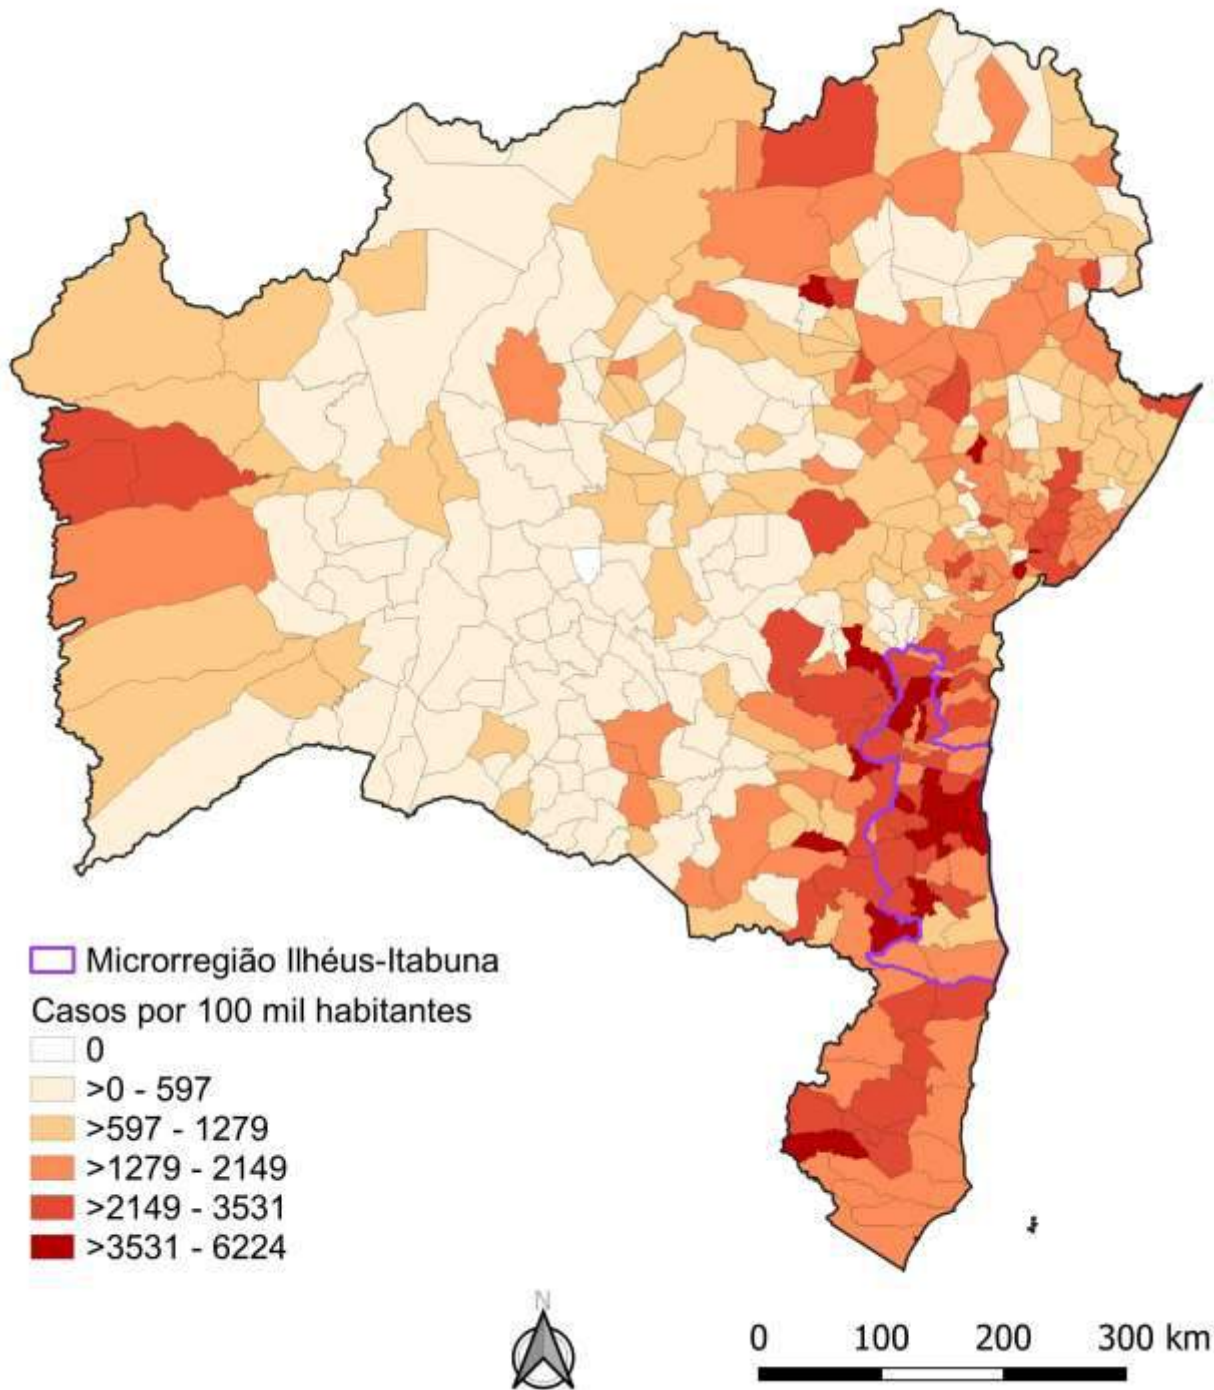 Microrregião Ilhéus-Itabuna
Casos por 100 mil habitantes
0
>0 - 597
>597 - 1279
>1279 - 2149
>2149 - 3531
>3531 - 6224
N
0 100 200 300 km